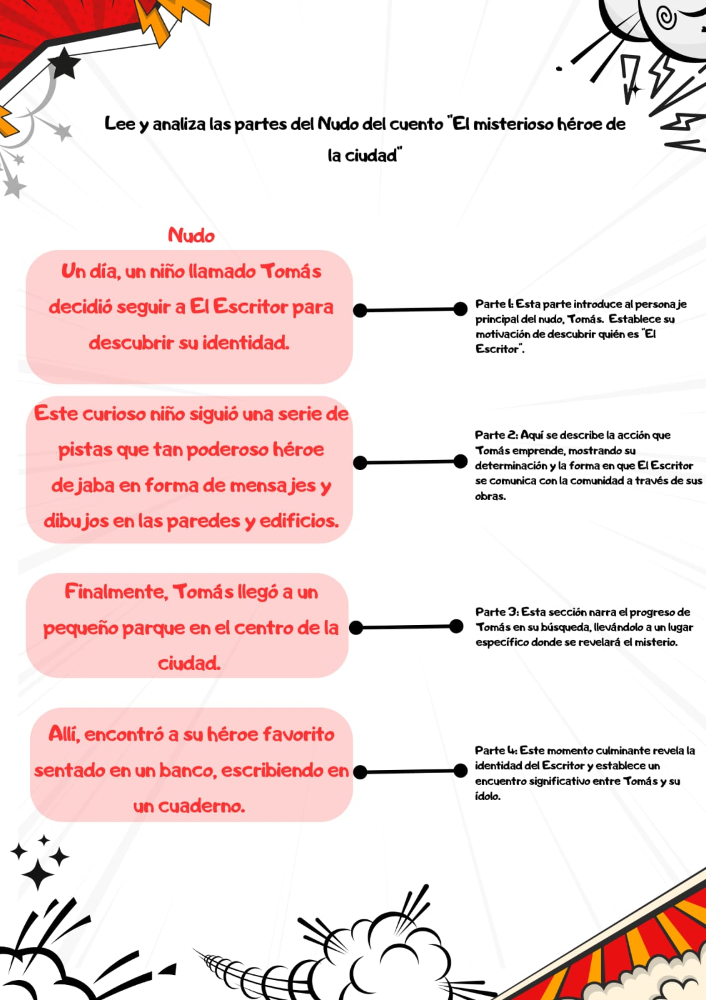 Lee y analiza las partes del Nudo del cuento "El misterioso héroe de
la ciudad"
Nudo
Un día, un niño llamado Tomás
decidió seguir a El Escritor para
descubrir su identidad.
Parte 1: Esta parte introduce al personaje
principal del nudo, Tomás. Establece su
motivación de descubrir quién es "El
Escritor".
Este curioso niño siguió una serie de
pistas que tan poderoso héroe
dejaba en forma de mensajes y
dibujos en las paredes y edificios.
Parte 2: Aquí se describe la acción que
Tomás emprende, mostrando su
determinación y la forma en que El Escritor
se comunica con la comunidad a través de sus
obras.
Finalmente, Tomás llegó a un
pequeño parque en el centro de la
ciudad.
Parte 3: Esta sección narra el progreso de
Tomás en su búsqueda, llevándolo a un lugar
específico donde se revelará el misterio.
Allí, encontró a su héroe favorito
sentado en un banco, escribiendo en
un cuaderno.
Parte 4: Este momento culminante revela la
identidad del Escritor y establece un
encuentro significativo entre Tomás y su
ídolo.